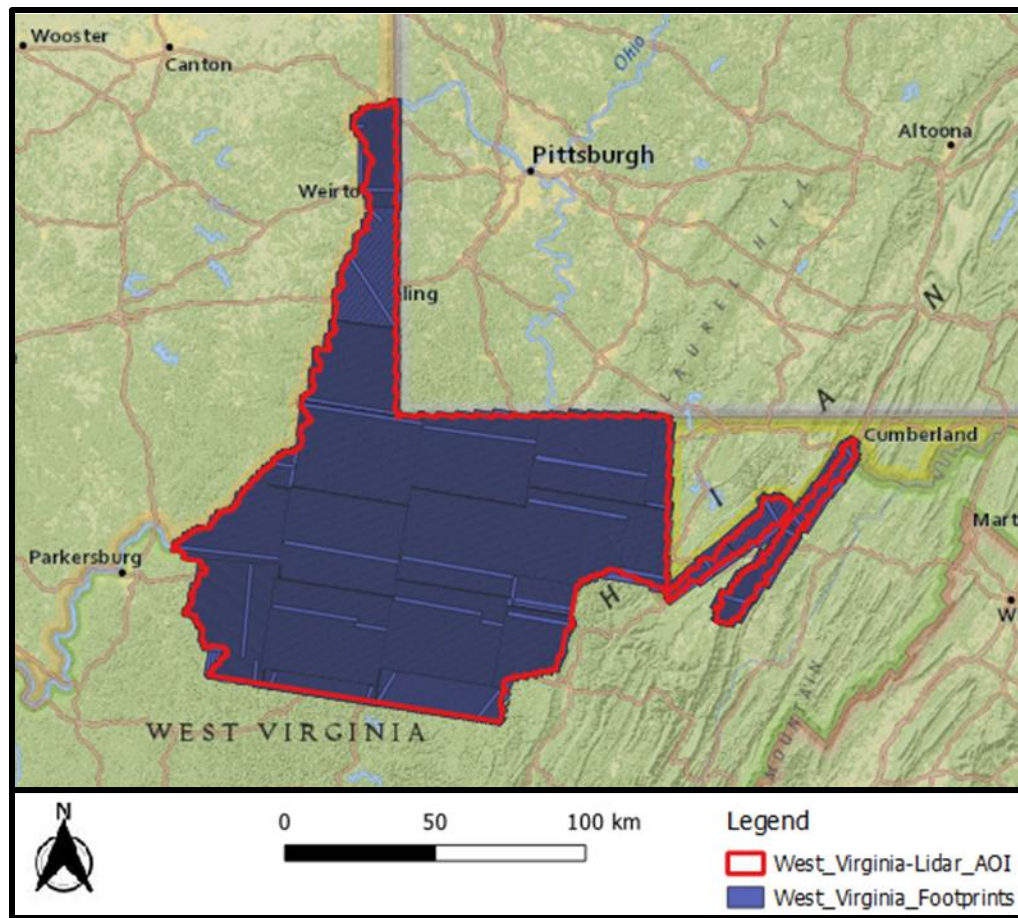 Wooster
Canton
Ohio
Altoona
Pittsburgh
Weirto
ling
LAUREL HILL
N
A
Cumberland
I
Mart
Parkersburg
H
W
WEST VIRGINIA
MOUNTAIN
N
0 50 100 km
Legend
West_Virginia-Lidar_AOI
West_Virginia_Footprints